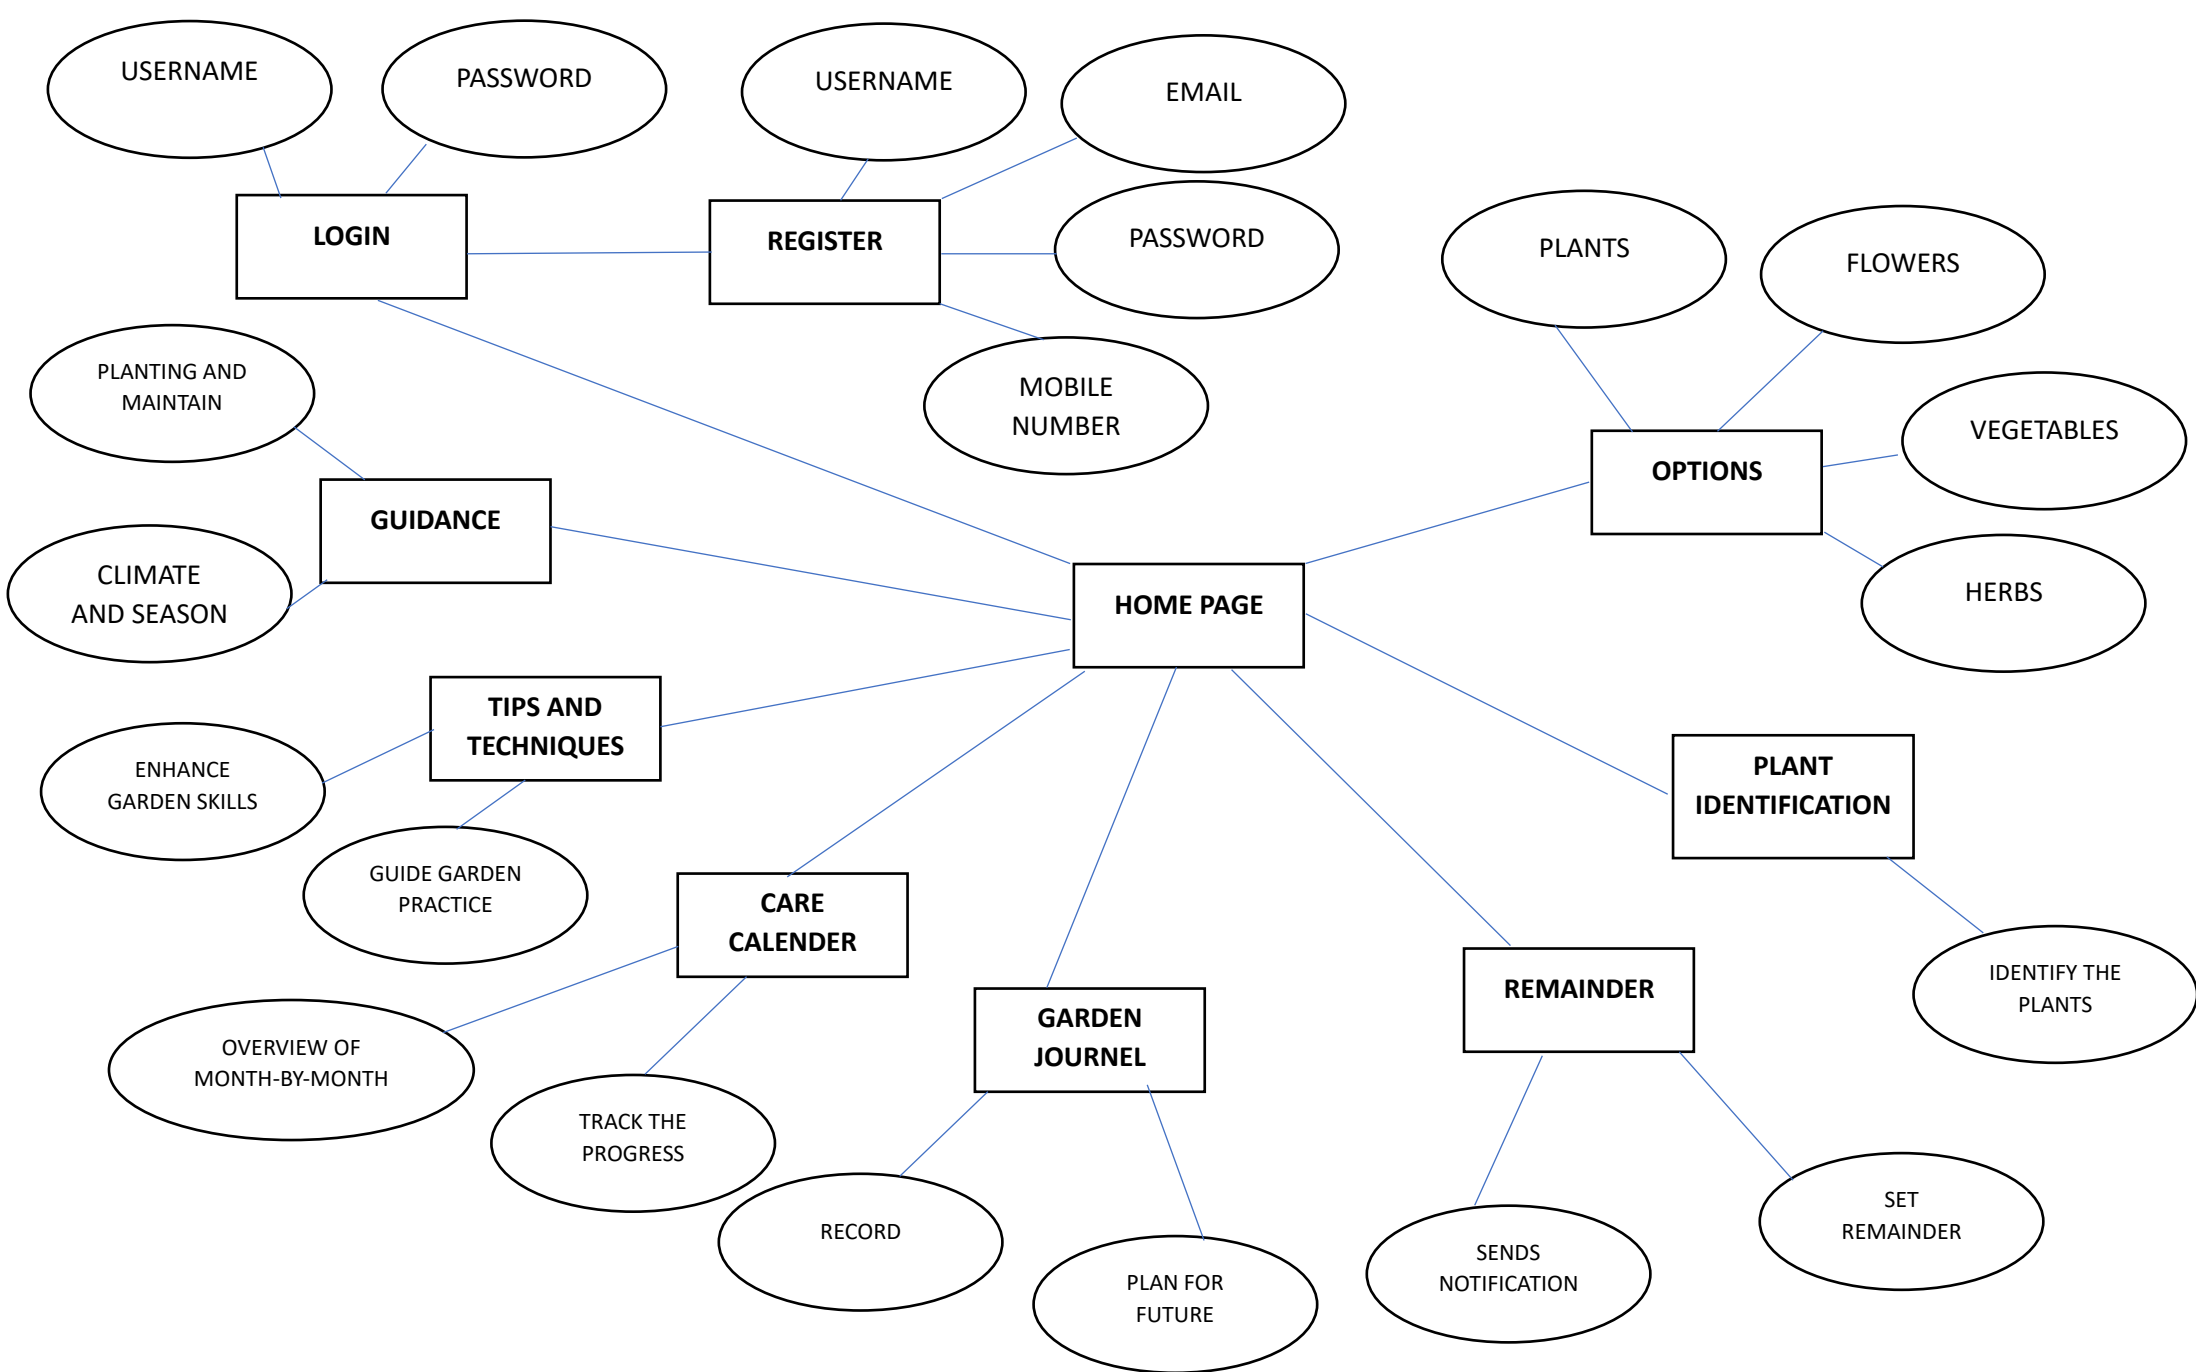 USERNAME
PASSWORD
USERNAME
EMAIL
LOGIN
REGISTER
PASSWORD
PLANTS
FLOWERS
PLANTING AND
MAINTAIN
MOBILE
NUMBER
VEGETABLES
OPTIONS
GUIDANCE
CLIMATE
AND SEASON
HOME PAGE
HERBS
TIPS AND
TECHNIQUES
ENHANCE
GARDEN SKILLS
PLANT
IDENTIFICATION
GUIDE GARDEN
PRACTICE
CARE
CALENDER
IDENTIFY THE
PLANTS
REMAINDER
GARDEN
JOURNEL
OVERVIEW OF
MONTH-BY-MONTH
TRACK THE
PROGRESS
RECORD
SET
REMAINDER
SENDS
NOTIFICATION
PLAN FOR
FUTURE